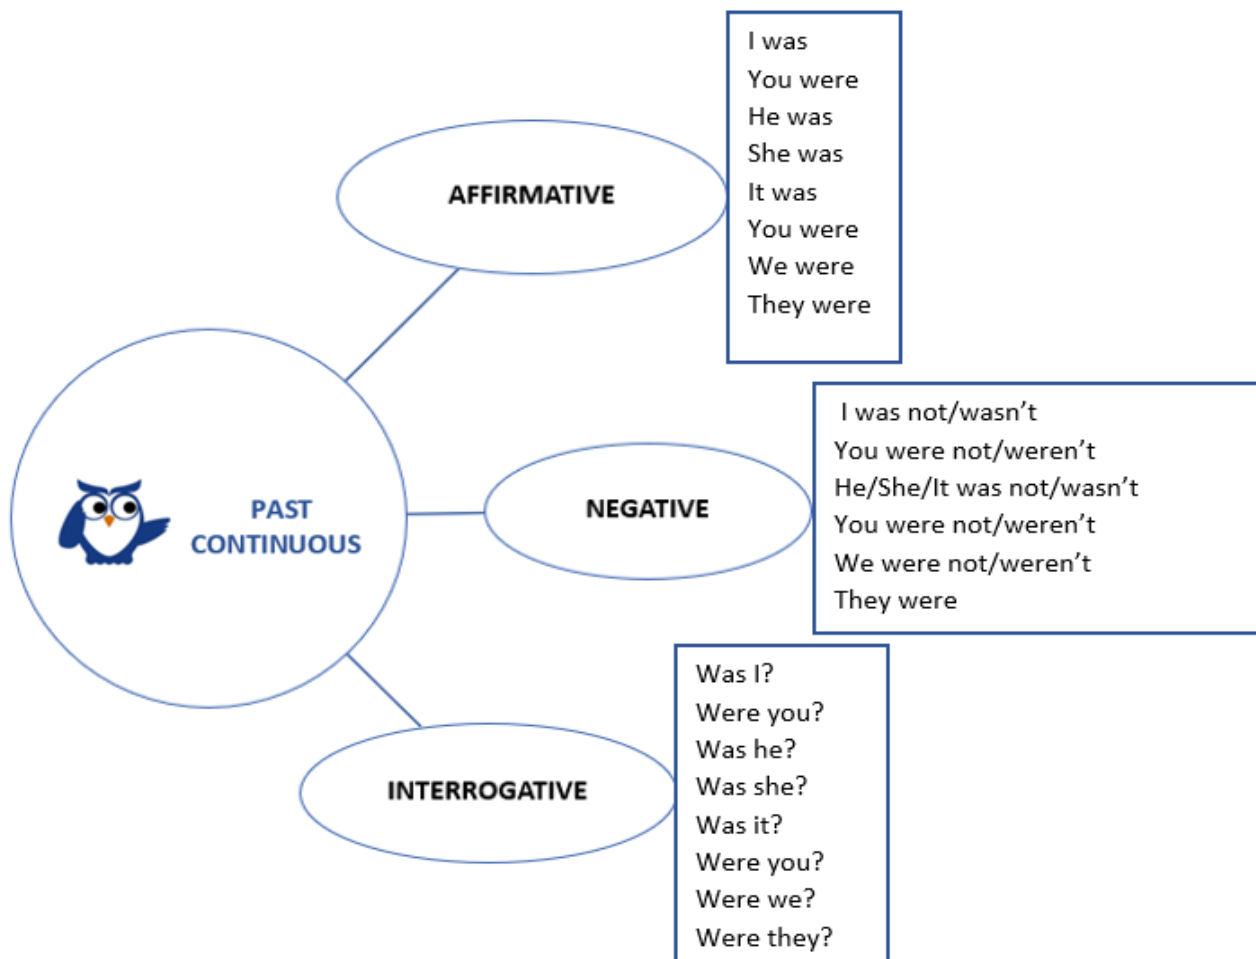 I was
You were
He was
She was
It was
You were
We were
They were
AFFIRMATIVE
PAST
CONTINUOUS
NEGATIVE
I was not/wasn’t
You were not/weren’t
He/She/It was not/wasn’t
You were not/weren’t
We were not/weren’t
They were
INTERROGATIVE
Was I?
Were you?
Was he?
Was she?
Was it?
Were you?
Were we?
Were they?